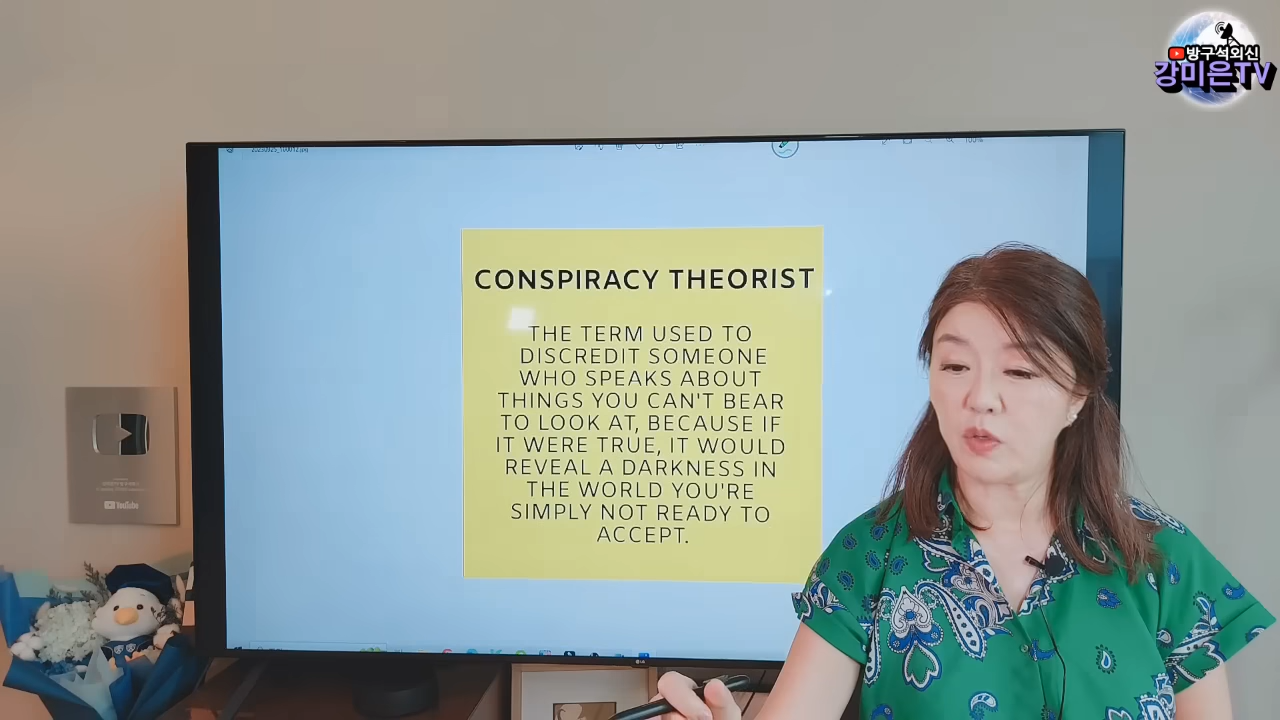 방구석외신
강미은TV
CONSPIRACY THEORIST
THE TERM USED TO
DISCREDIT SOMEONE
WHO SPEAKS ABOUT
THINGS YOU CAN'T BEAR
TO LOOK AT, BECAUSE IF
IT WERE TRUE, IT WOULD
REVEAL A DARKNESS IN
THE WORLD YOU'RE
SIMPLY NOT READY TO
ACCEPT.
YouTube
LG